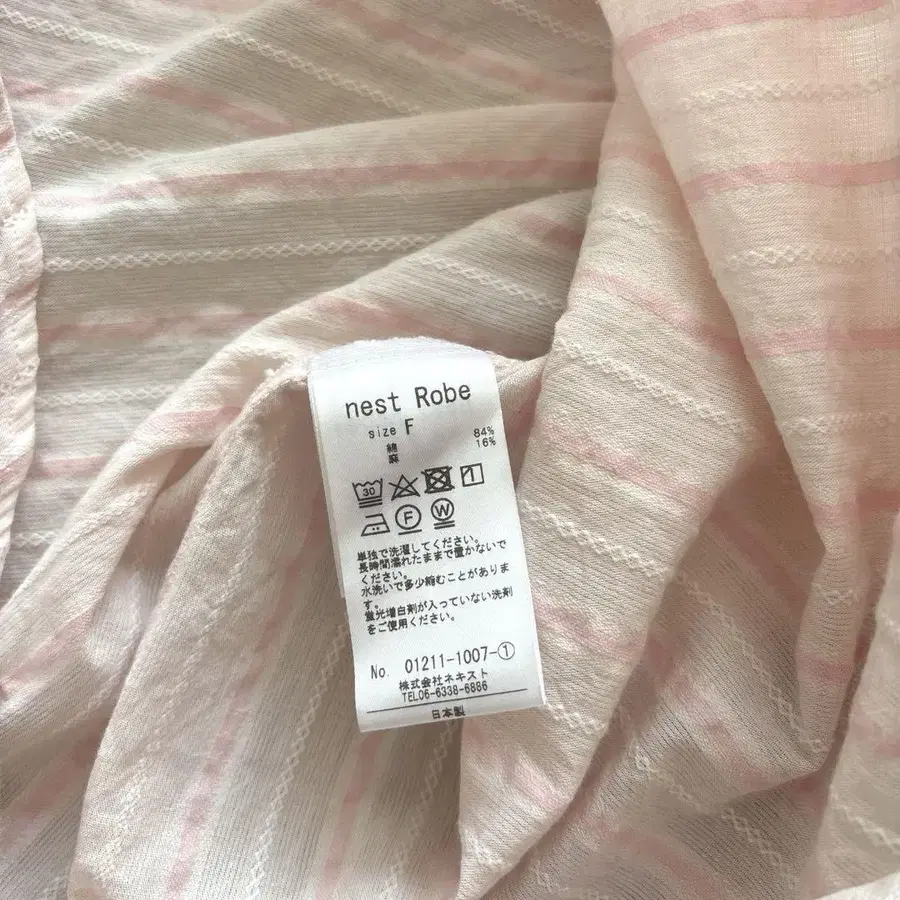 nest Robe
size F
綿 84%
麻 16%
30
F W
単独で洗濯してください。
長時間濡れたままで置かないで
ください。
水洗いで多少縮むことがありま
す。
蛍光増白剤が入っていない洗剤
をご使用ください。
No. 01211-1007-①
株式会社ネキスト
TEL06-6338-6886
日本製